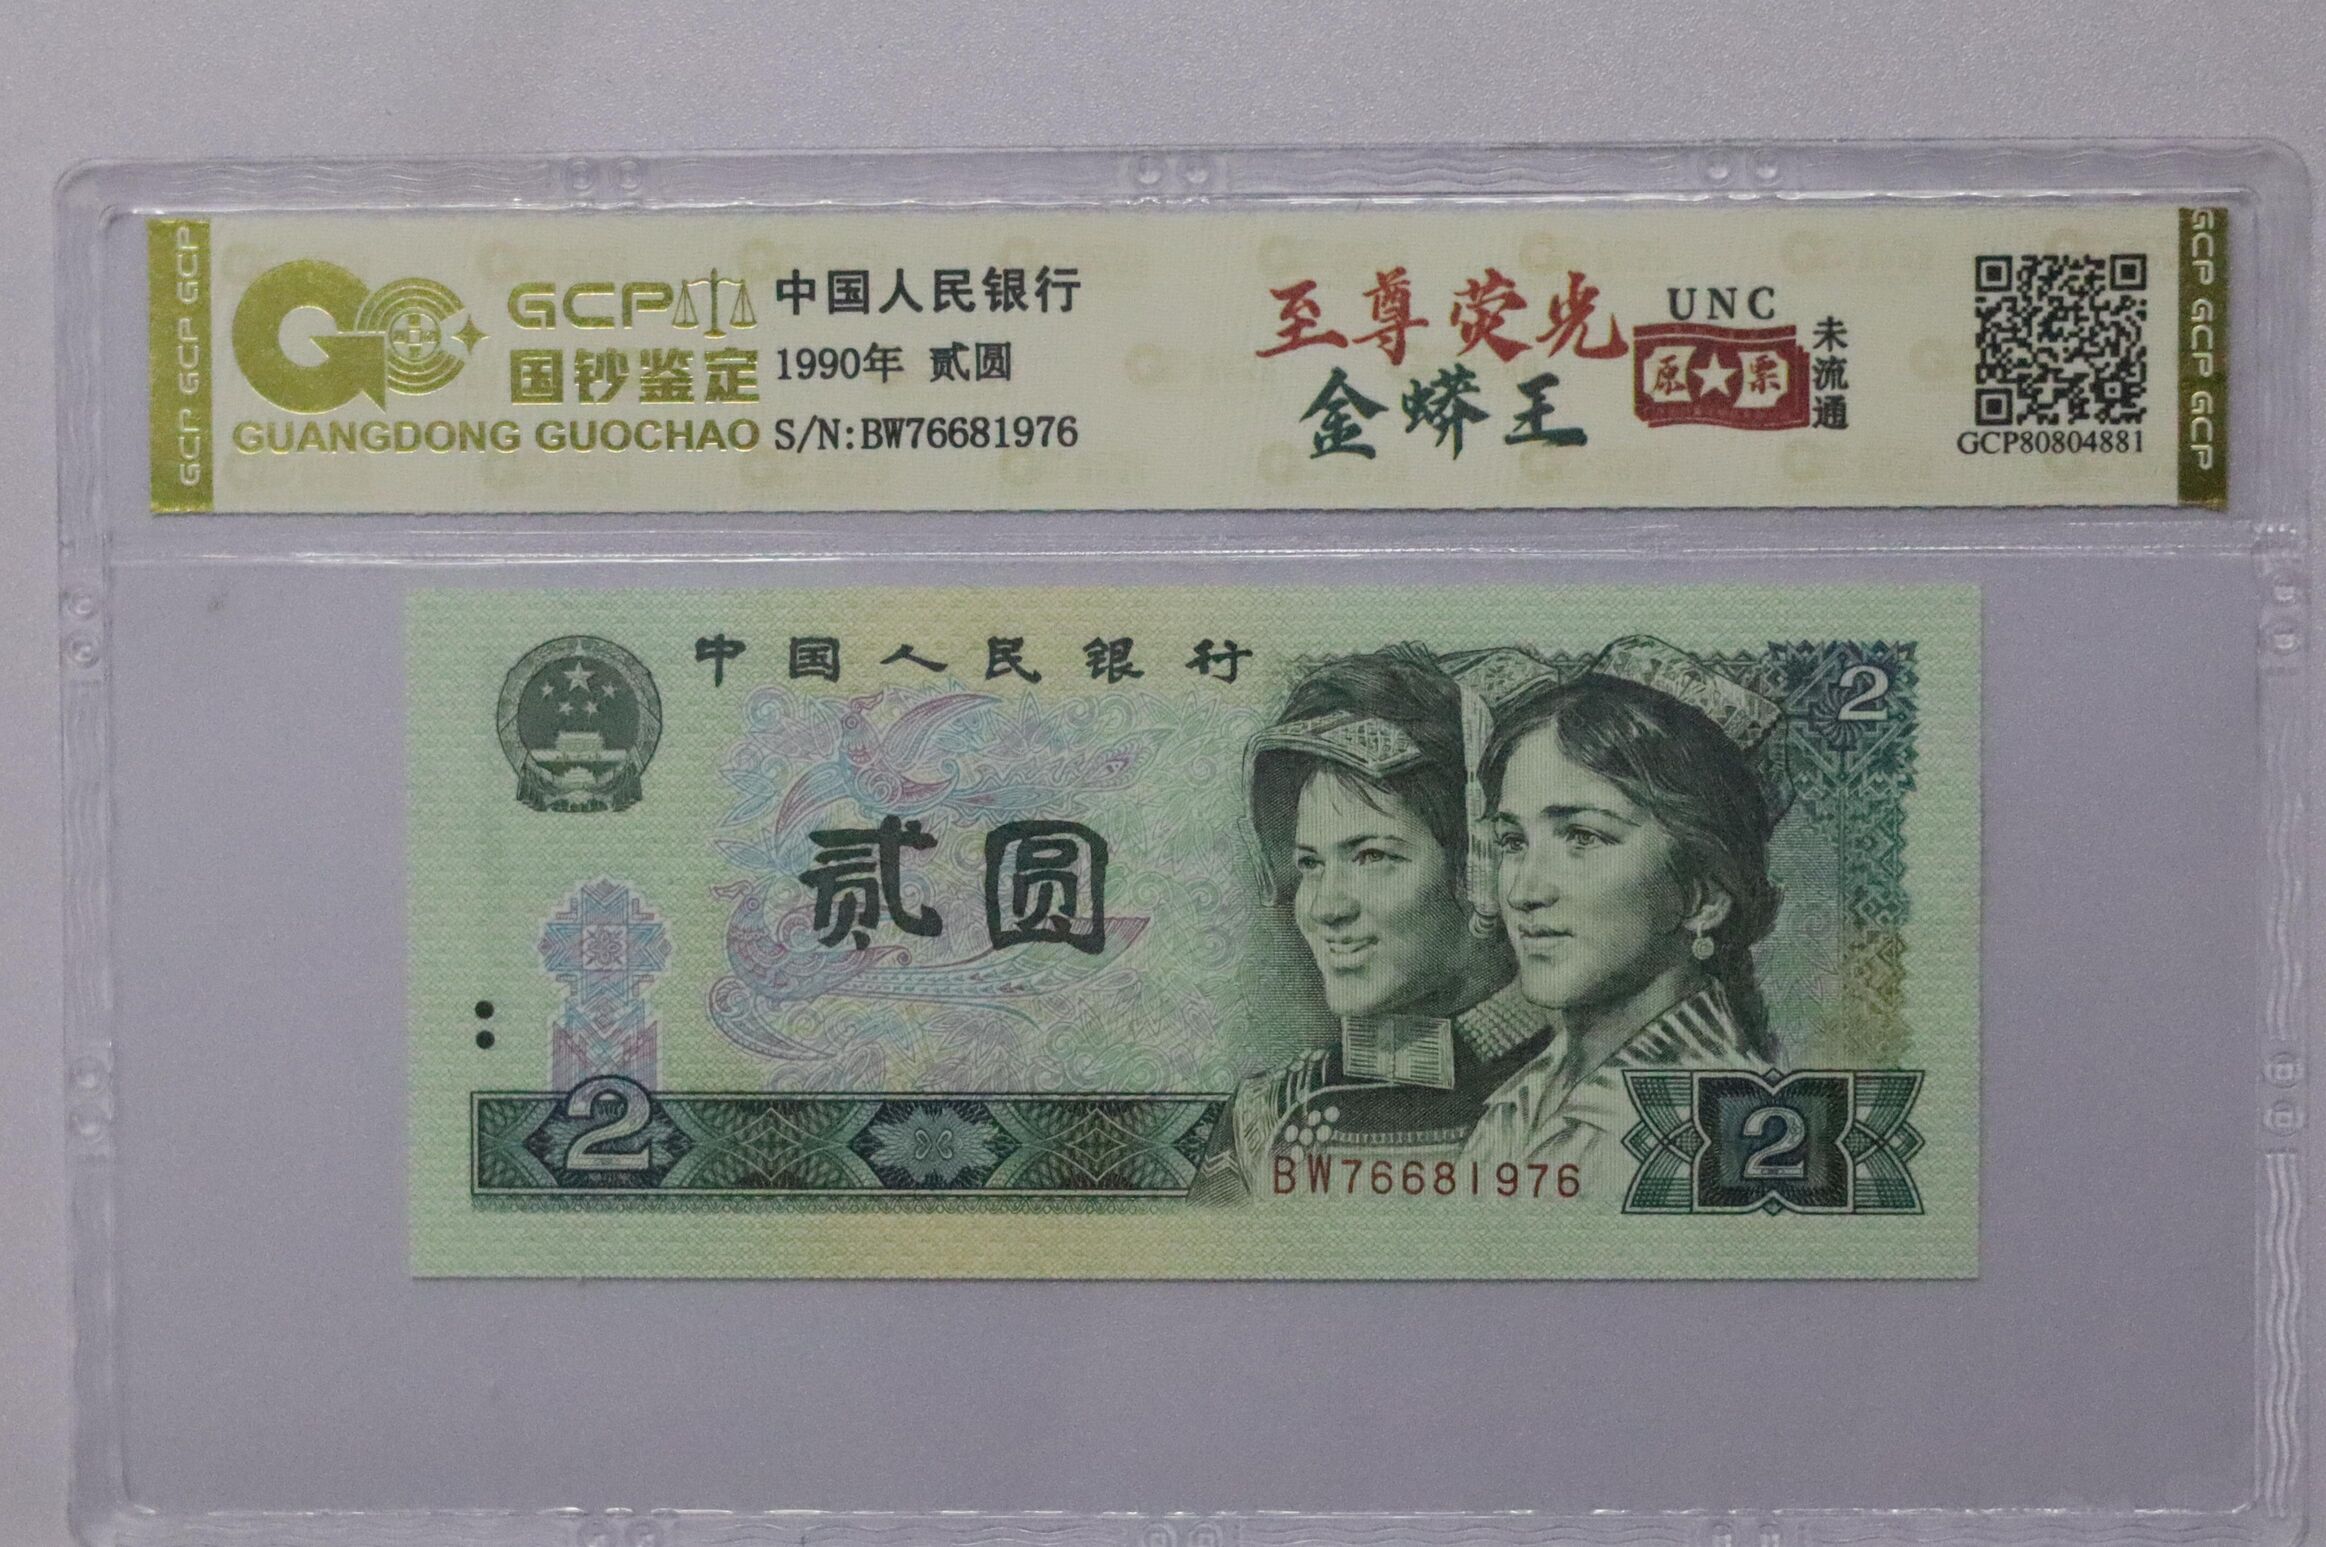 GCP GCP GCP
GCP
国钞鉴定
GUANGDONG GUOCHAO
中国人民银行
1990年 贰圆
S/N:BW76681976
至尊荧光
金蟒王
UNC
原票
未流通
GCP80804881
GCP GCP GCP
中国人民银行
2
贰圆
2
BW76681976
2